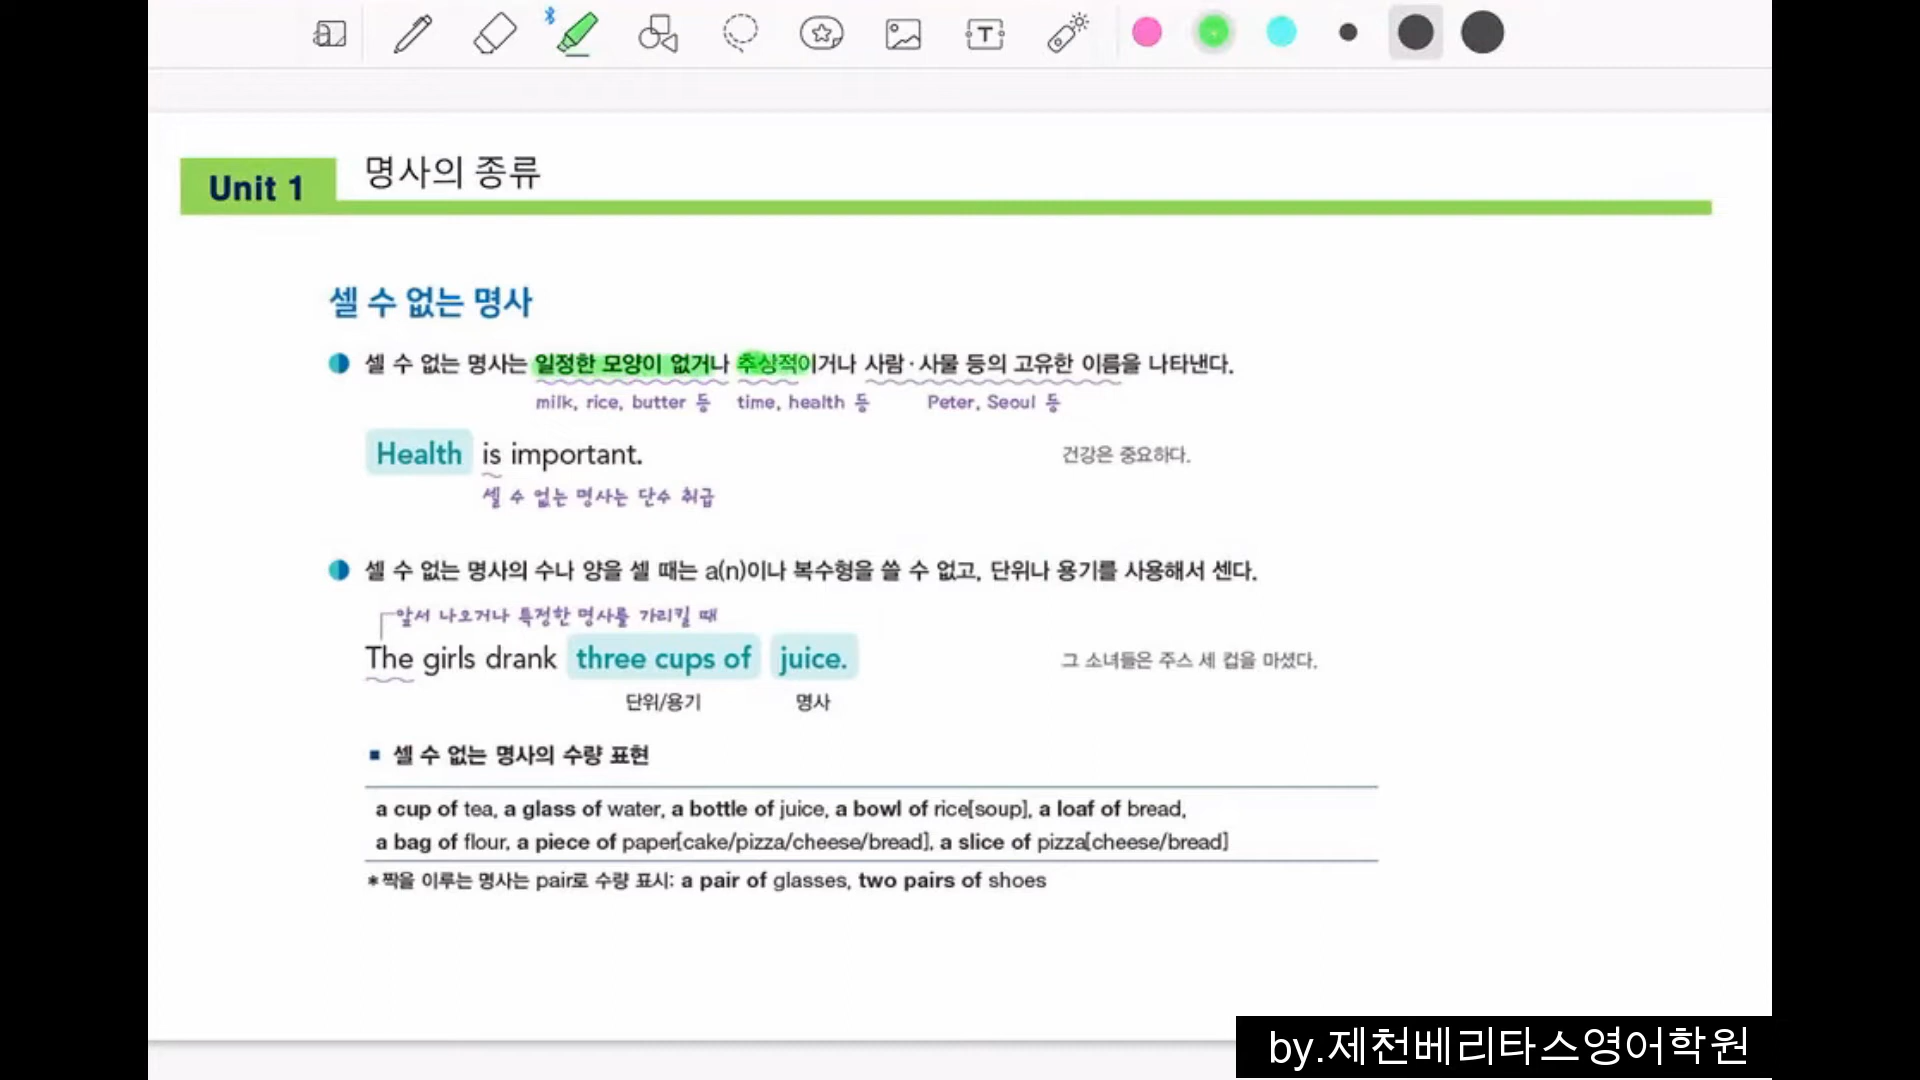 Unit 1
명사의 종류
셀 수 없는 명사
셀 수 없는 명사는 일정한 모양이 없거나 추상적이거나 사람·사물 등의 고유한 이름을 나타낸다.
milk, rice, butter 등 time, health 등 Peter, Seoul 등
Health is important. 건강은 중요하다.
셀 수 없는 명사는 단수 취급
셀 수 없는 명사의 수나 양을 셀 때는 a(n)이나 복수형을 쓸 수 없고, 단위나 용기를 사용해서 센다.
앞서 나오거나 특정한 명사를 가리킬 때
The girls drank three cups of juice. 그 소녀들은 주스 세 컵을 마셨다.
단위/용기 명사
■ 셀 수 없는 명사의 수량 표현
a cup of tea, a glass of water, a bottle of juice, a bowl of rice[soup], a loaf of bread,
a bag of flour, a piece of paper[cake/pizza/cheese/bread], a slice of pizza[cheese/bread]
*짝을 이루는 명사는 pair로 수량 표시: a pair of glasses, two pairs of shoes
by.제천베리타스영어학원